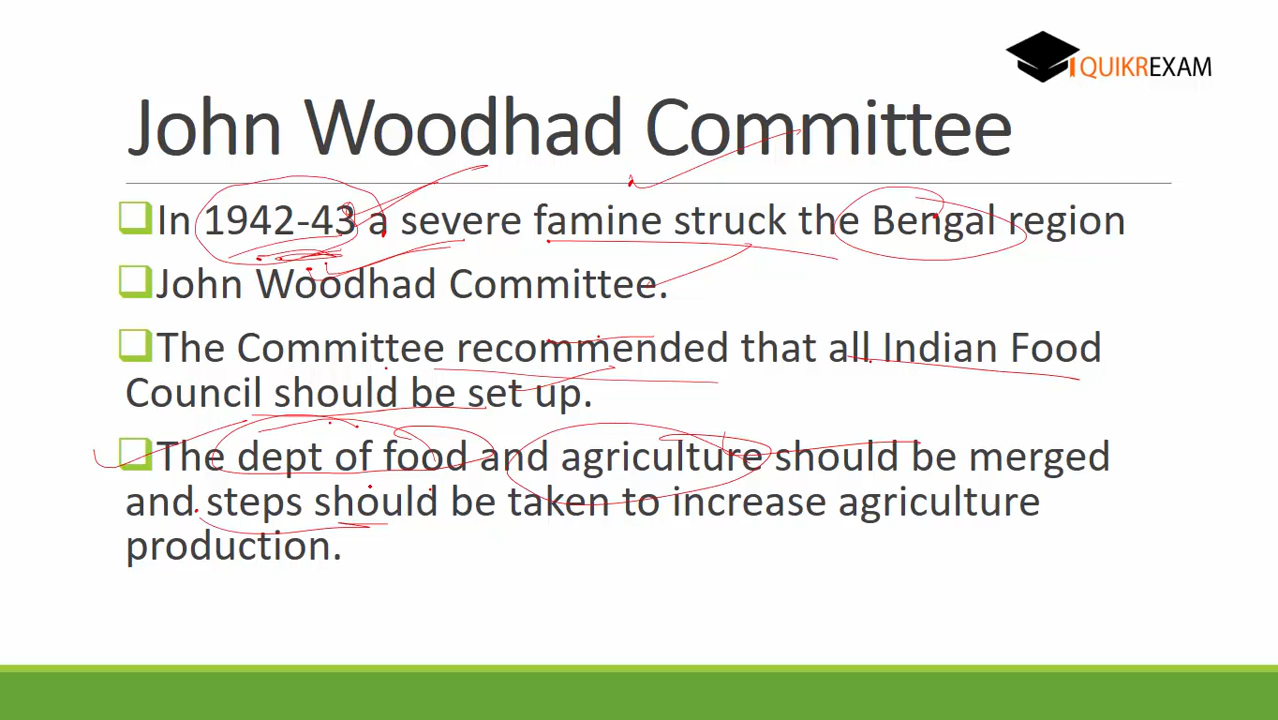 QUIKREXAM
John Woodhad Committee
In 1942-43 a severe famine struck the Bengal region
John Woodhad Committee.
The Committee recommended that all Indian Food
Council should be set up.
The dept of food and agriculture should be merged
and steps should be taken to increase agriculture
production.